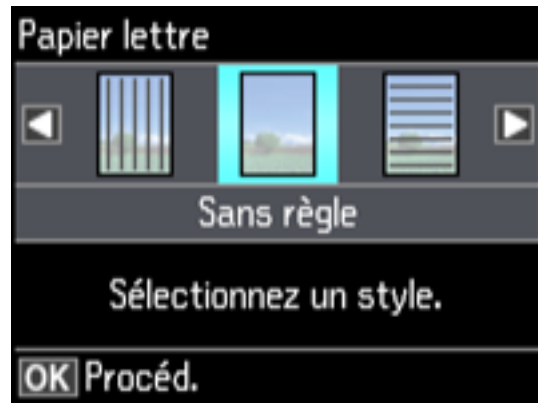 Papier lettre
Sans règle
Sélectionnez un style.
OK Procéd.